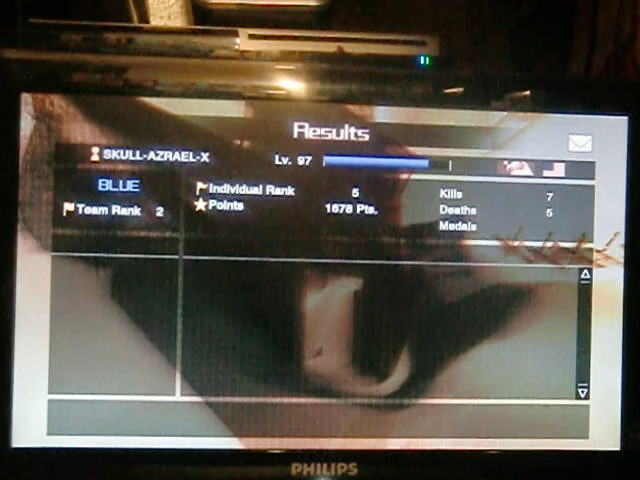 Results
SKULL-AZRAEL-X Lv. 97
BLUE
Team Rank 2
Individual Rank 5
Points 1678 Pts.
Kills 7
Deaths 5
Medals
PHILIPS